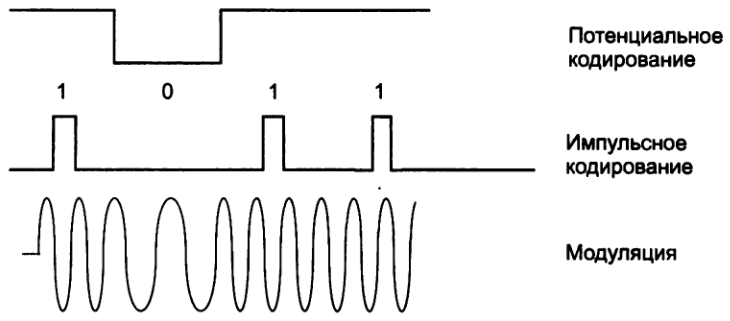 Потенциальное
кодирование
1 0 1 1
Импульсное
кодирование
Модуляция